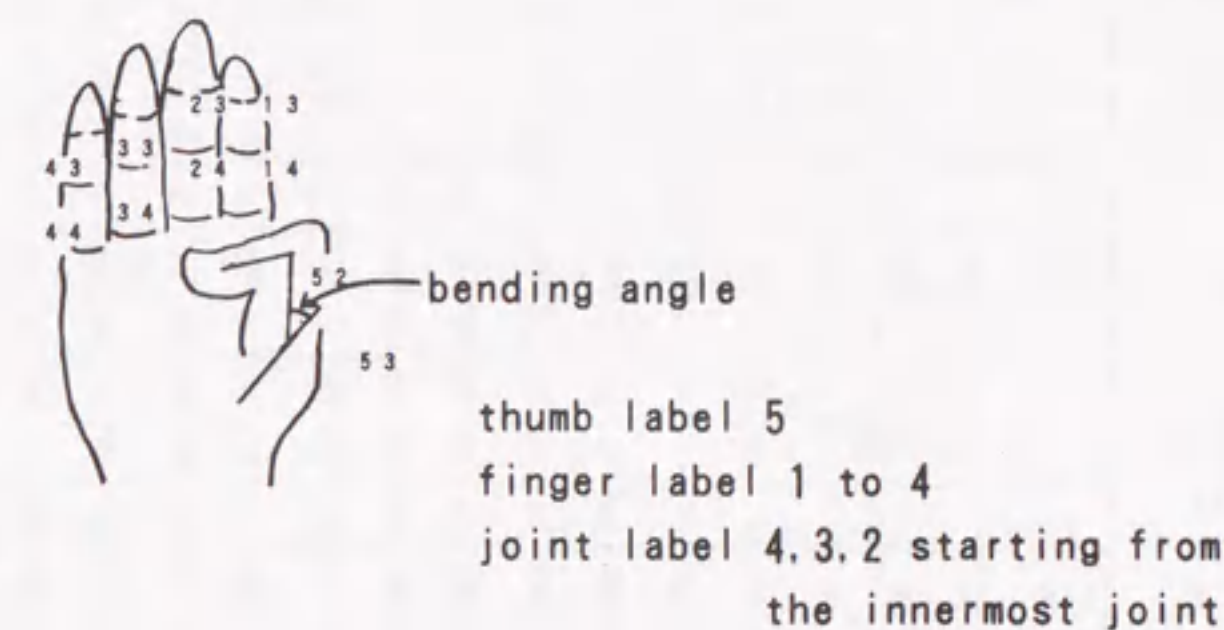 2 3 1 3
3 3
4 3 2 4 1 4
3 4
4 4
5 2 bending angle
5 3
thumb label 5
finger label 1 to 4
joint label 4, 3, 2 starting from
the innermost joint